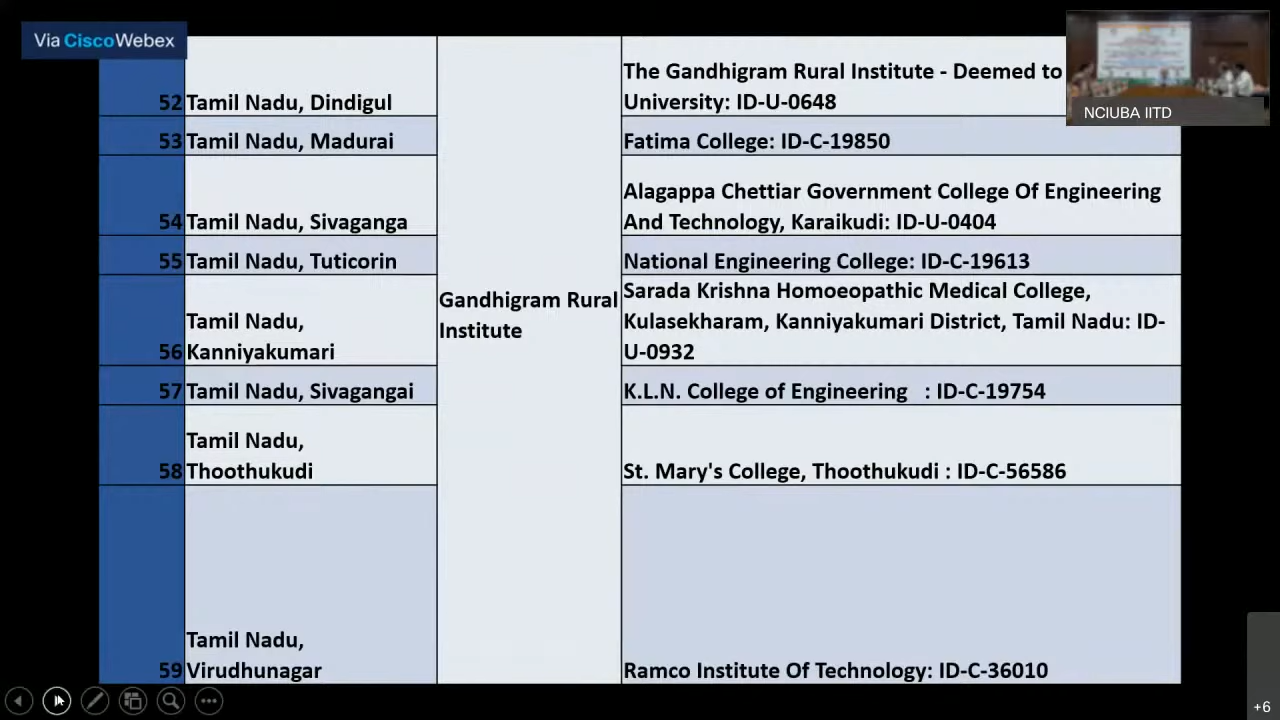 Via CiscoWebex
NCIUBA IITD
52 Tamil Nadu, Dindigul
Gandhigram Rural
Institute
The Gandhigram Rural Institute - Deemed to
University: ID-U-0648
53 Tamil Nadu, Madurai
Fatima College: ID-C-19850
54 Tamil Nadu, Sivaganga
Alagappa Chettiar Government College Of Engineering
And Technology, Karaikudi: ID-U-0404
55 Tamil Nadu, Tuticorin
National Engineering College: ID-C-19613
Tamil Nadu,
56 Kanniyakumari
Sarada Krishna Homoeopathic Medical College,
Kulasekharam, Kanniyakumari District, Tamil Nadu: ID-
U-0932
57 Tamil Nadu, Sivagangai
K.L.N. College of Engineering : ID-C-19754
Tamil Nadu,
58 Thoothukudi
St. Mary's College, Thoothukudi : ID-C-56586
Tamil Nadu,
59 Virudhunagar
Ramco Institute Of Technology: ID-C-36010
+6